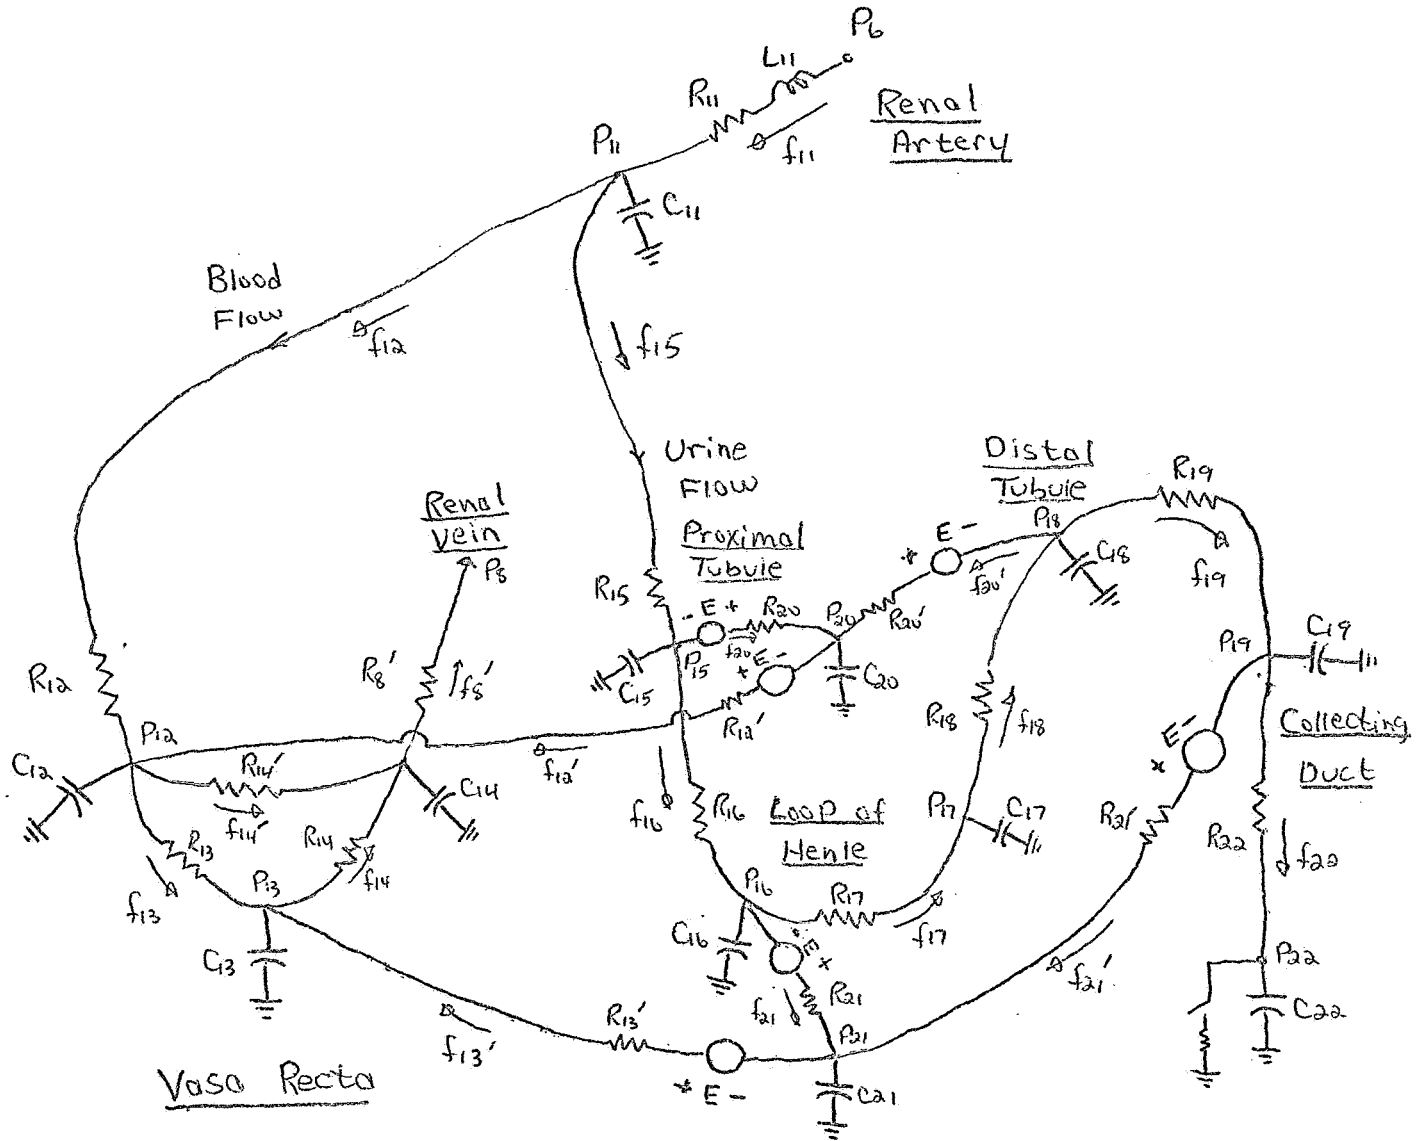 P6
L11
R11
Renal
Artery
f11
P11
C11
Blood
Flow
f12
f15
Urine
Flow
Distal
Tubule
R19
Renal
Vein
P8
Proximal
Tubule
P18
E -
+
C18
f20'
f19
R15
- E +
R20
P20
R20'
P19
C19
R12
R8'
f8'
C15
P15
f20
+ E -
C20
R12'
R18
f18
Collecting
Duct
P12
E -
+
C12
R14'
f14'
C14
f12'
f16
R16
Loop of
Henle
P17
C17
R21'
R22
f22
R13
R14
f14
f13
P13
P16
R17
f17
C16
- E +
C13
f21
R21
f21'
P22
C22
f13'
R13'
P21
+ E -
C21
Vasa Recta